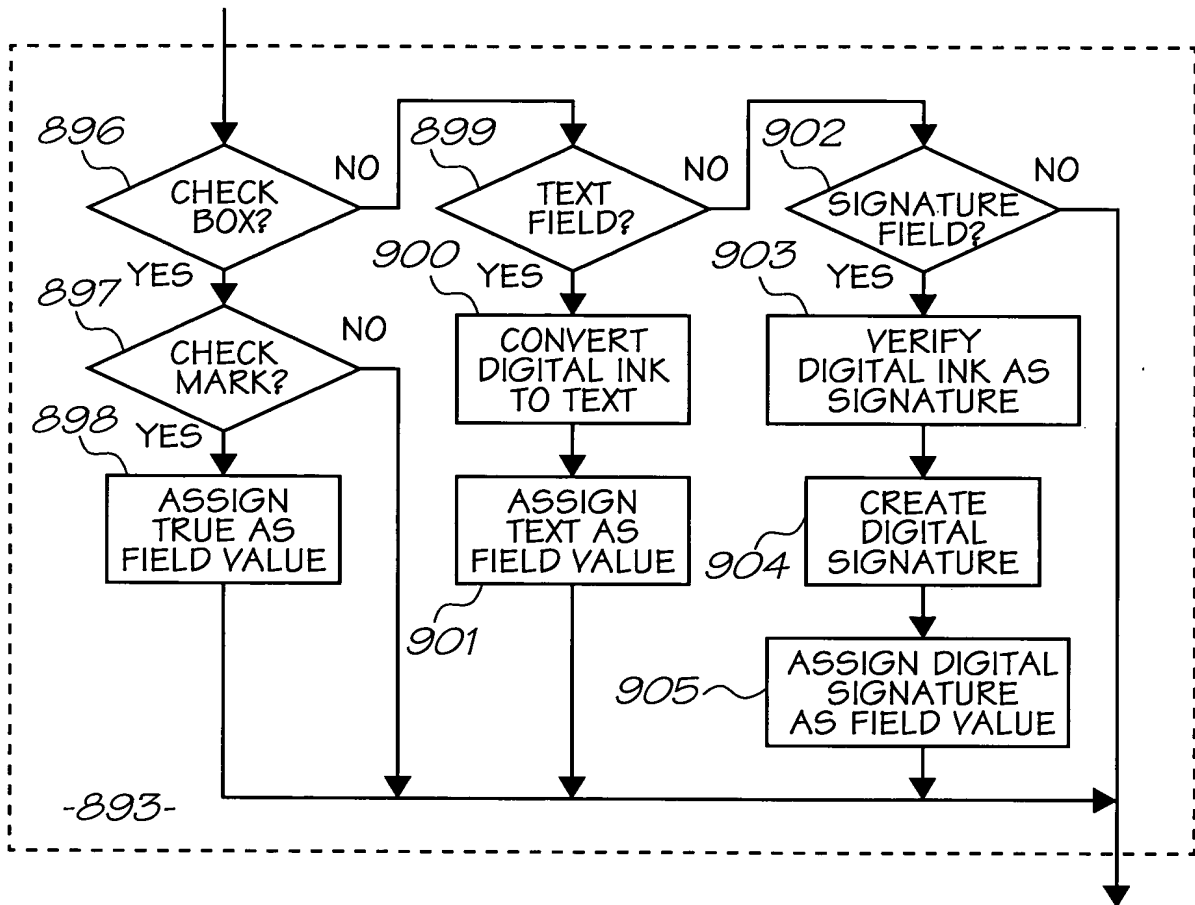 896
CHECK
BOX?
NO
YES
897
CHECK
MARK?
NO
YES
898
ASSIGN
TRUE AS
FIELD VALUE
899
TEXT
FIELD?
NO
YES
900
CONVERT
DIGITAL INK
TO TEXT
ASSIGN
TEXT AS
FIELD VALUE
901
902
SIGNATURE
FIELD?
NO
YES
903
VERIFY
DIGITAL INK AS
SIGNATURE
CREATE
DIGITAL
SIGNATURE
904
ASSIGN DIGITAL
SIGNATURE
AS FIELD VALUE
905
-893-